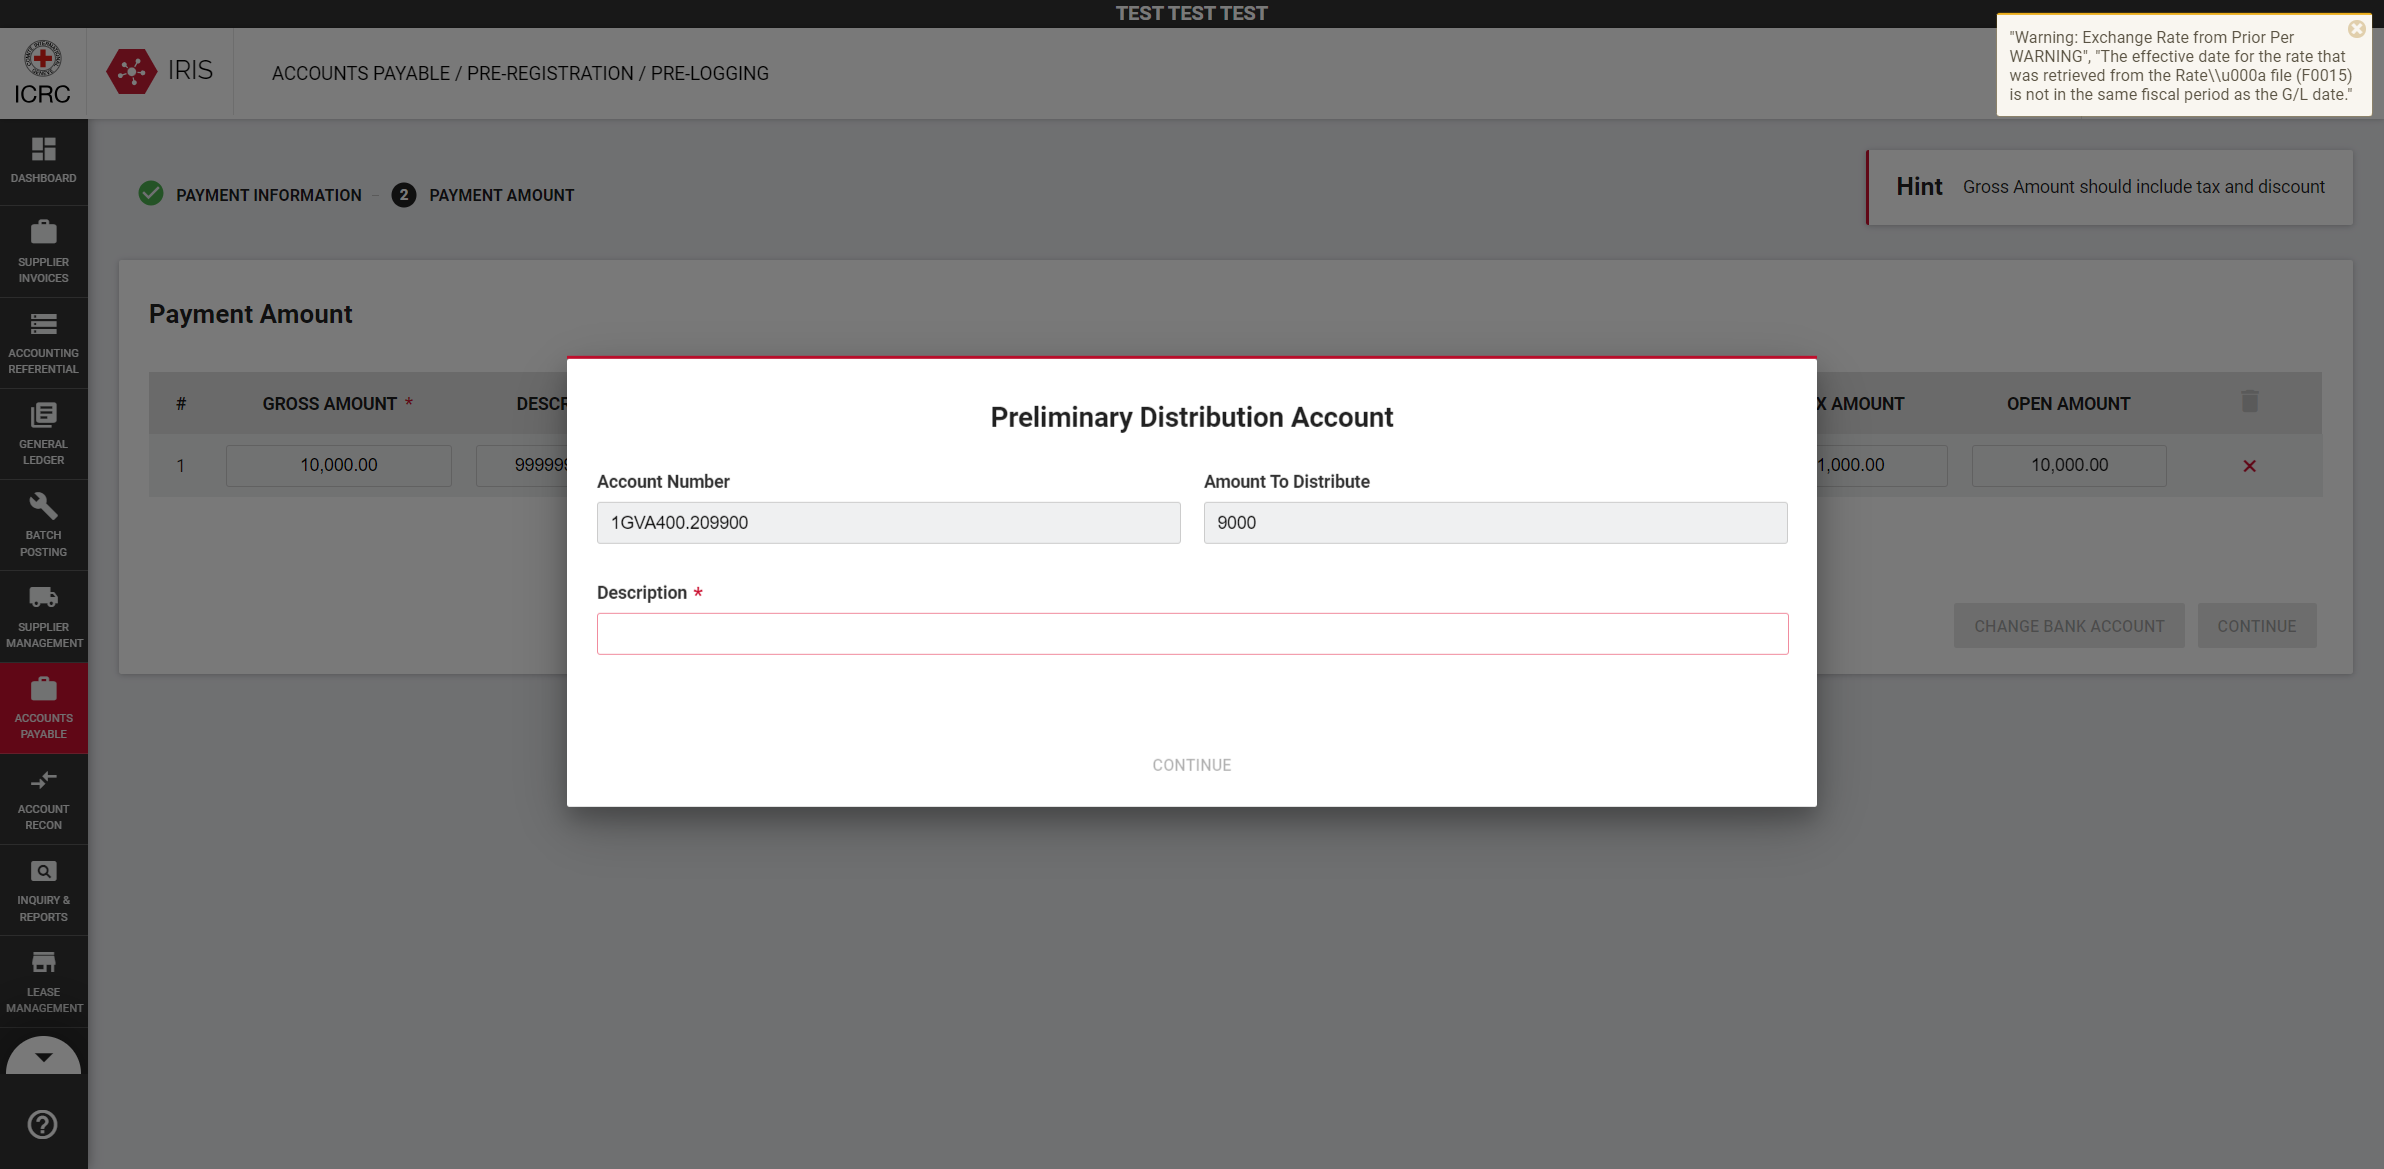 TEST TEST TEST
ICRC
IRIS
ACCOUNTS PAYABLE / PRE-REGISTRATION / PRE-LOGGING
"Warning: Exchange Rate from Prior Per
WARNING", "The effective date for the rate that
was retrieved from the Rate\\u000a file (F0015)
is not in the same fiscal period as the G/L date."
DASHBOARD
SUPPLIER
INVOICES
ACCOUNTING
REFERENTIAL
GENERAL
LEDGER
BATCH
POSTING
SUPPLIER
MANAGEMENT
ACCOUNTS
PAYABLE
ACCOUNT
RECON
INQUIRY &
REPORTS
LEASE
MANAGEMENT
PAYMENT INFORMATION
2 PAYMENT AMOUNT
Hint Gross Amount should include tax and discount
Payment Amount
# GROSS AMOUNT * DESCR X AMOUNT OPEN AMOUNT
1 10,000.00 999999 1,000.00 10,000.00
CHANGE BANK ACCOUNT CONTINUE
Preliminary Distribution Account
Account Number Amount To Distribute
1GVA400.209900 9000
Description *
CONTINUE